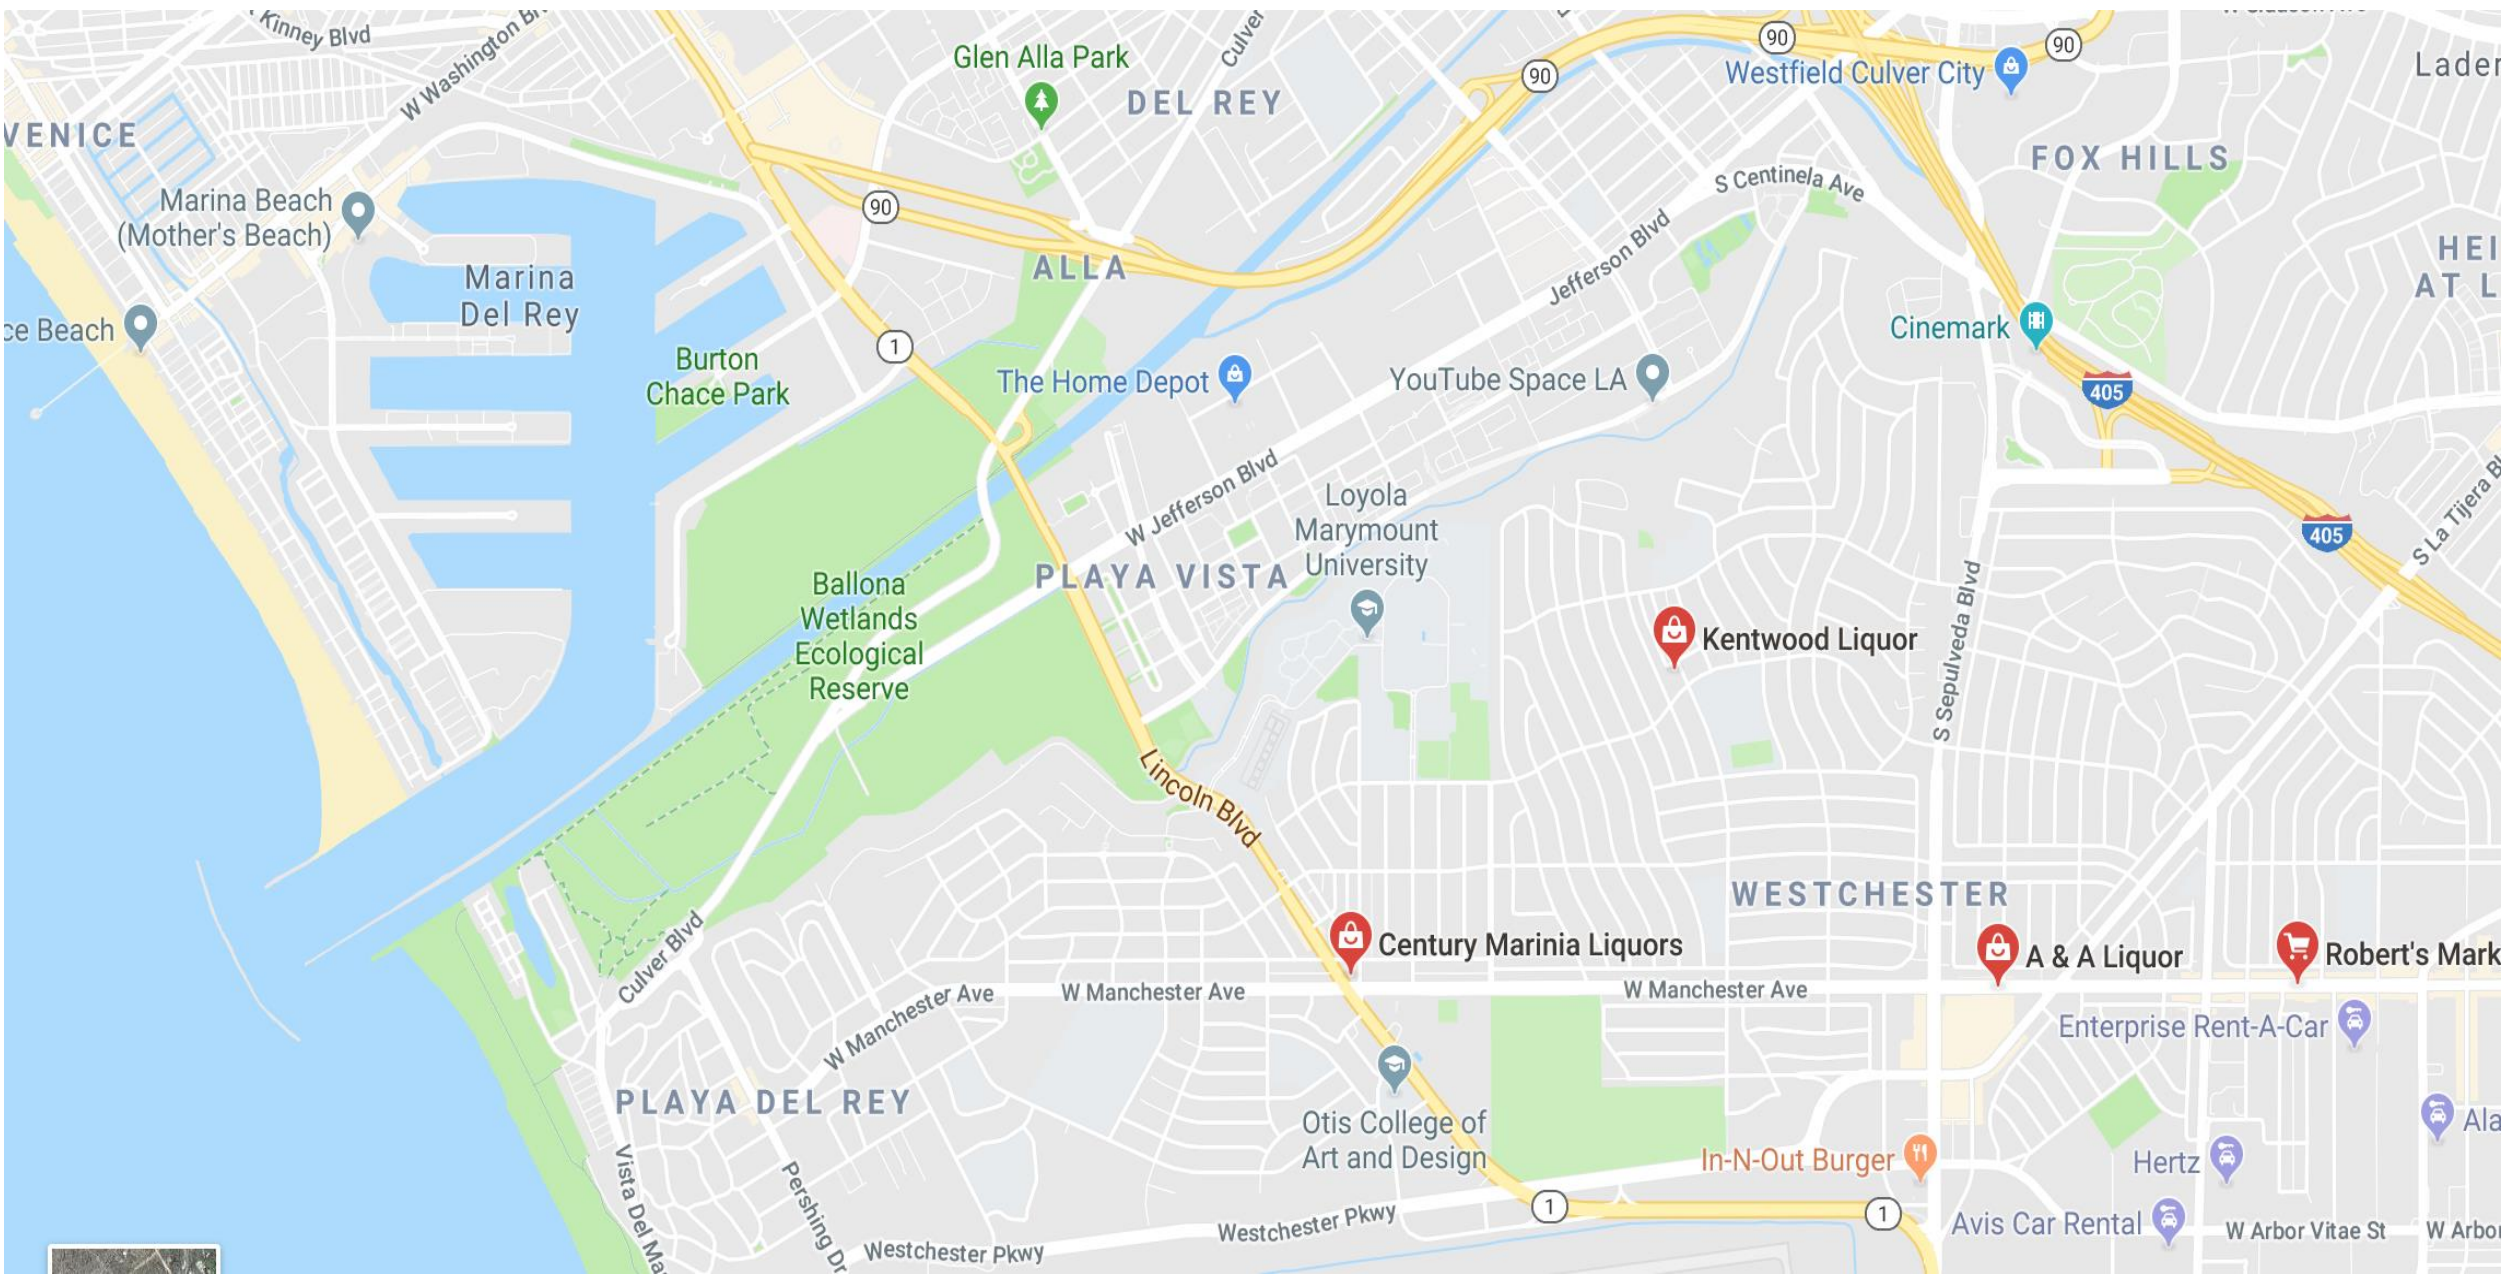 Kinney Blvd
W Washington
Culver
Glen Alla Park
DEL REY
90
90
90
Westfield Culver City
Lader
VENICE
FOX HILLS
Marina Beach
(Mother's Beach)
90
S Centinela Ave
Jefferson Blvd
Marina
Del Rey
ALLA
HEI
AT L
ce Beach
Burton
Chace Park
1
The Home Depot
YouTube Space LA
Cinemark
405
W Jefferson Blvd
Loyola
Marymount
University
405
S La Tijera Bl
PLAYA VISTA
Ballona
Wetlands
Ecological
Reserve
Kentwood Liquor
S Sepulveda Blvd
Lincoln Blvd
WESTCHESTER
Culver Blvd
Century Marinia Liquors
A & A Liquor
Robert's Mark
W Manchester Ave
W Manchester Ave
W Manchester Ave
Enterprise Rent-A-Car
PLAYA DEL REY
Otis College of
Art and Design
Ala
In-N-Out Burger
Hertz
Vista Del Ma
Pershing Dr
Westchester Pkwy
Westchester Pkwy
1
1
Avis Car Rental
W Arbor Vitae St
W Arbo